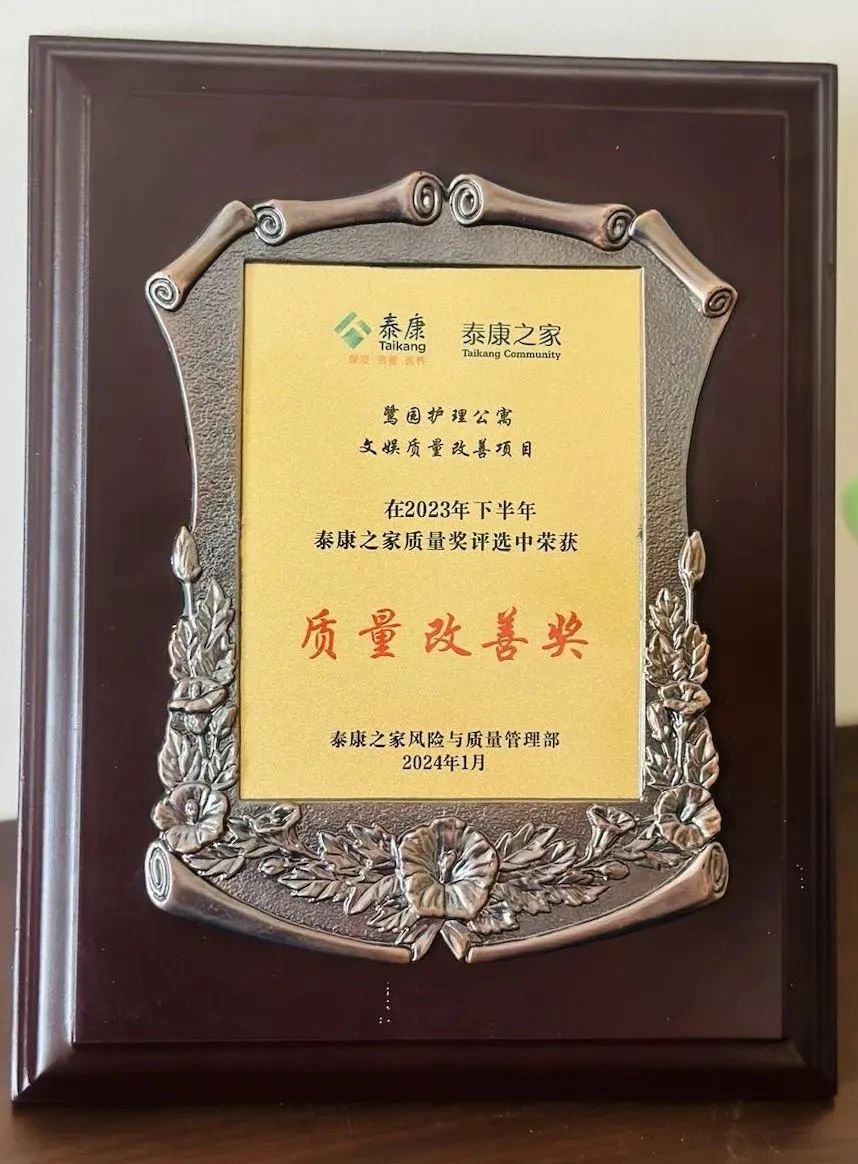 泰康 泰康之家
Taikang Taikang Community
鹭园护理公寓
文娱质量改善项目
在2023年下半年
泰康之家质量奖评选中荣获
质量改善奖
泰康之家风险与质量管理部
2024年1月